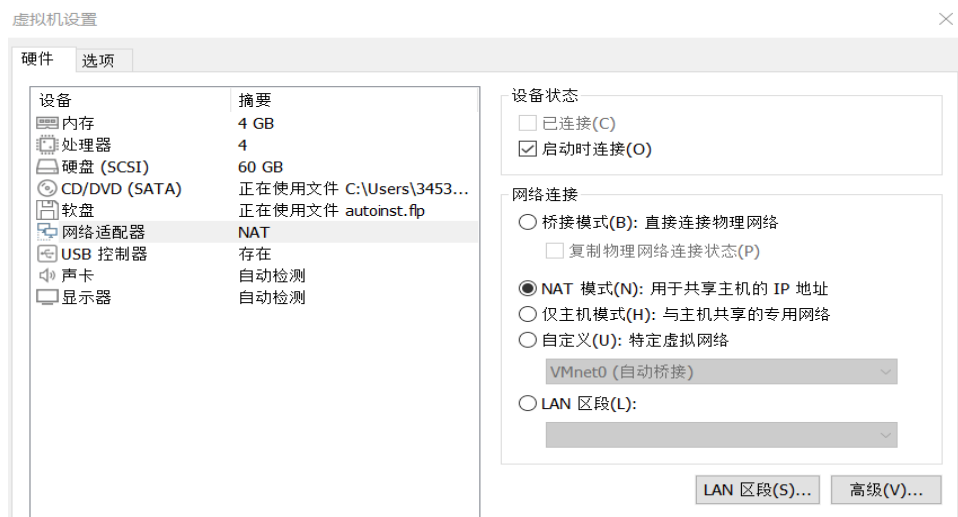 虚拟机设置
硬件 选项
设备 摘要
内存 4 GB
处理器 4
硬盘 (SCSI) 60 GB
CD/DVD (SATA) 正在使用文件 C:\Users\3453...
软盘 正在使用文件 autoinst.flp
网络适配器 NAT
USB 控制器 存在
声卡 自动检测
显示器 自动检测
设备状态
已连接(C)
启动时连接(O)
网络连接
桥接模式(B): 直接连接物理网络
复制物理网络连接状态(P)
NAT 模式(N): 用于共享主机的 IP 地址
仅主机模式(H): 与主机共享的专用网络
自定义(U): 特定虚拟网络
VMnet0 (自动桥接)
LAN 区段(L):
LAN 区段(S)... 高级(V)...